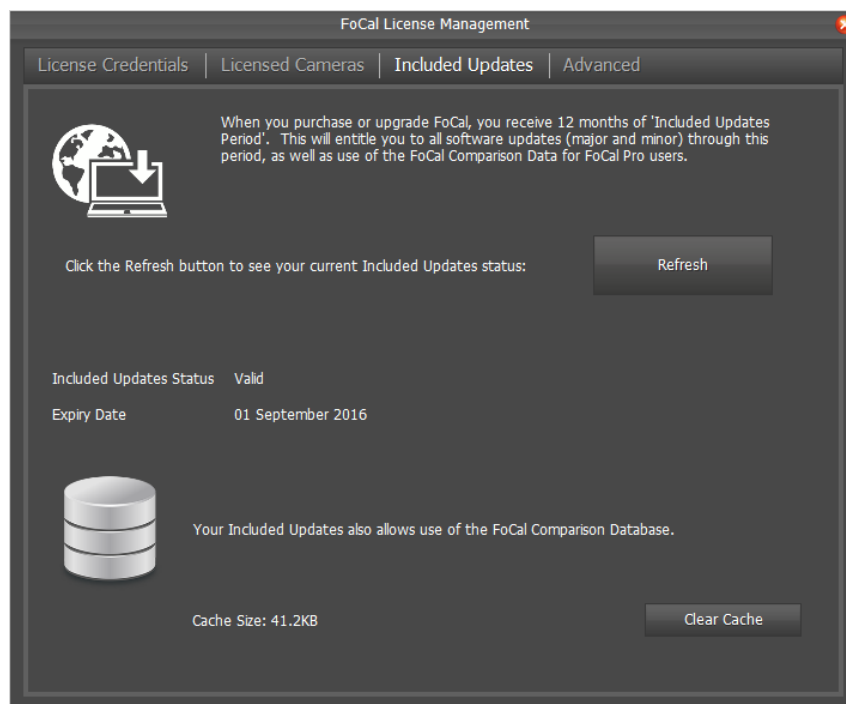 FoCal License Management
License Credentials | Licensed Cameras | Included Updates | Advanced
When you purchase or upgrade FoCal, you receive 12 months of 'Included Updates
Period'. This will entitle you to all software updates (major and minor) through this
period, as well as use of the FoCal Comparison Data for FoCal Pro users.
Click the Refresh button to see your current Included Updates status: Refresh
Included Updates Status Valid
Expiry Date 01 September 2016
Your Included Updates also allows use of the FoCal Comparison Database.
Cache Size: 41.2KB Clear Cache